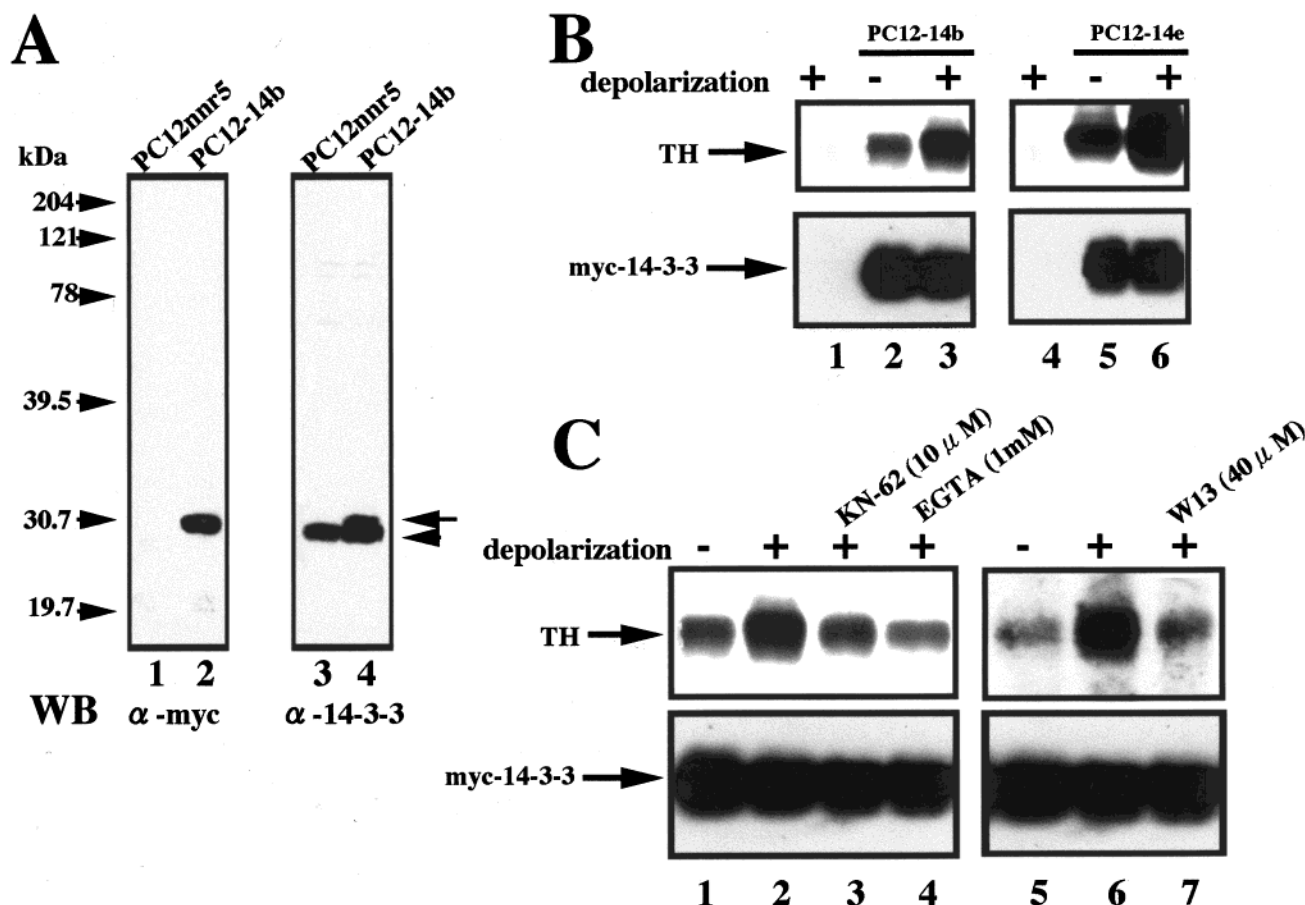 A
PC12nnr5
PC12-14b
PC12nnr5
PC12-14b
kDa
204
121
78
39.5
30.7
19.7
1 2 3 4
WB α-myc α-14-3-3
B
PC12-14b PC12-14e
depolarization + - + + - +
TH
myc-14-3-3
1 2 3 4 5 6
C
KN-62 (10 μM)
EGTA (1mM)
W13 (40 μM)
depolarization - + + + - + +
TH
myc-14-3-3
1 2 3 4 5 6 7